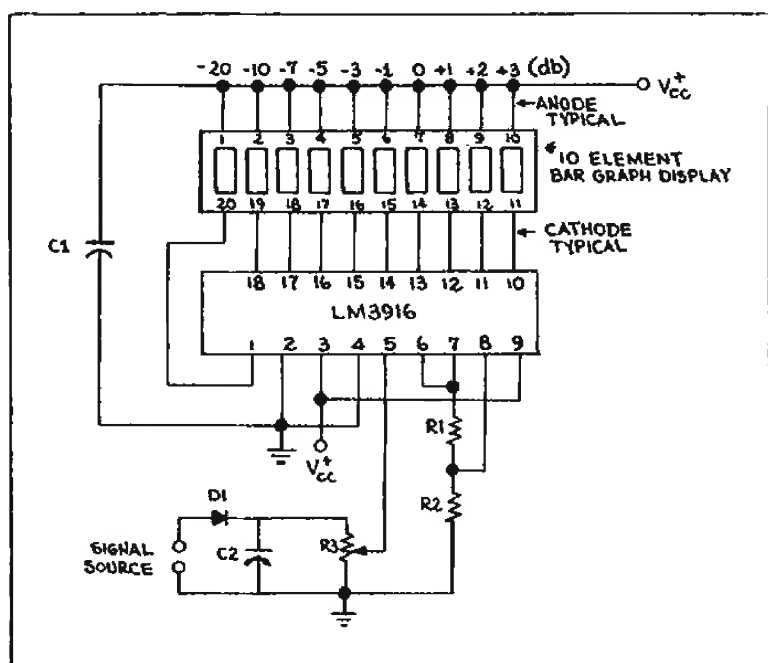 -20 -10 -7 -5 -3 -1 0 +1 +2 +3 (db)
V+CC
ANODE
TYPICAL
1 2 3 4 5 6 7 8 9 10
* 10 ELEMENT
BAR GRAPH DISPLAY
20 19 18 17 16 15 14 13 12 11
CATHODE
TYPICAL
C1
18 17 16 15 14 13 12 11 10
LM3916
1 2 3 4 5 6 7 8 9
R1
V+CC
R2
D1
SIGNAL
SOURCE
C2
R3